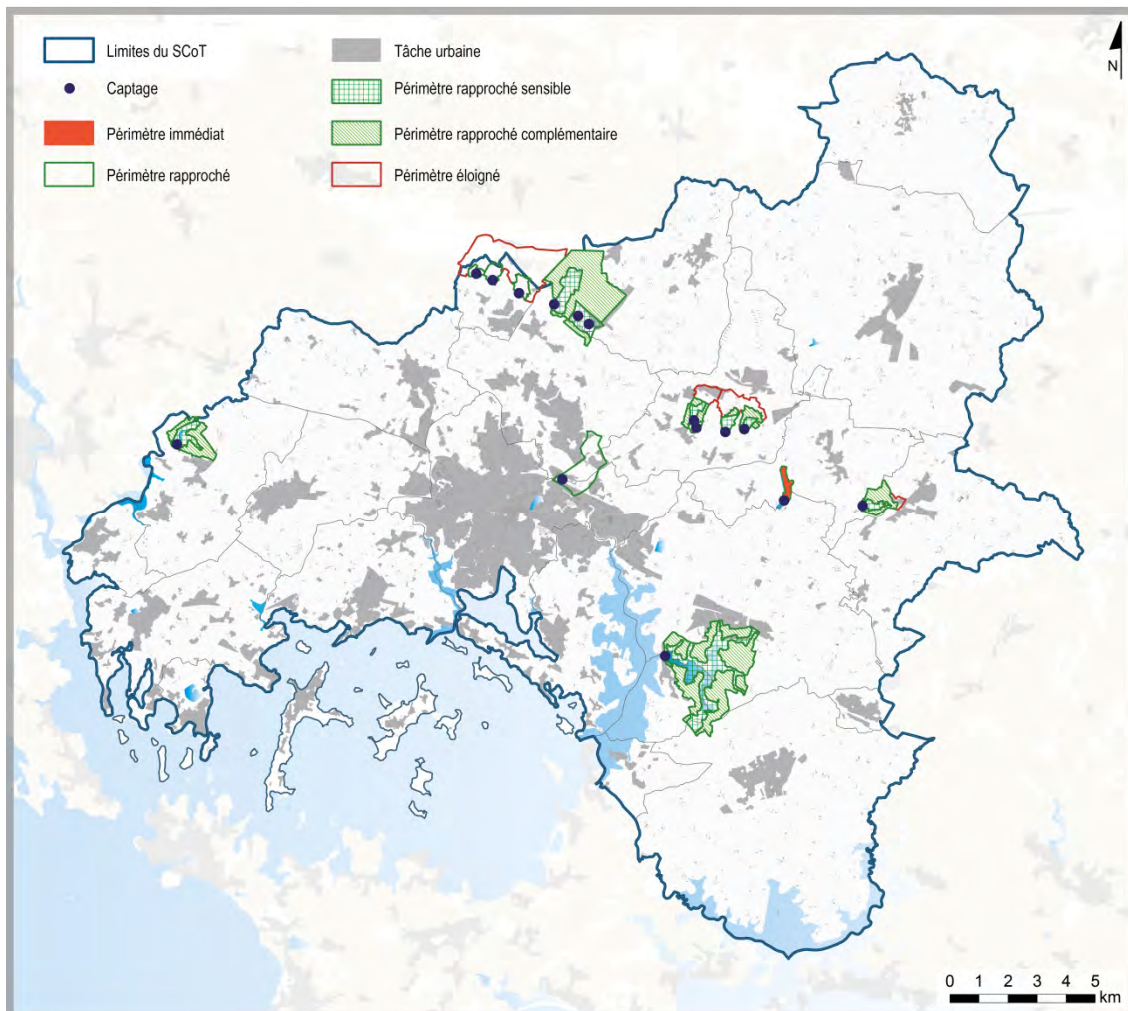 Limites du SCoT
Captage
Périmètre immédiat
Périmètre rapproché
Tâche urbaine
Périmètre rapproché sensible
Périmètre rapproché complémentaire
Périmètre éloigné
N
0 1 2 3 4 5
km